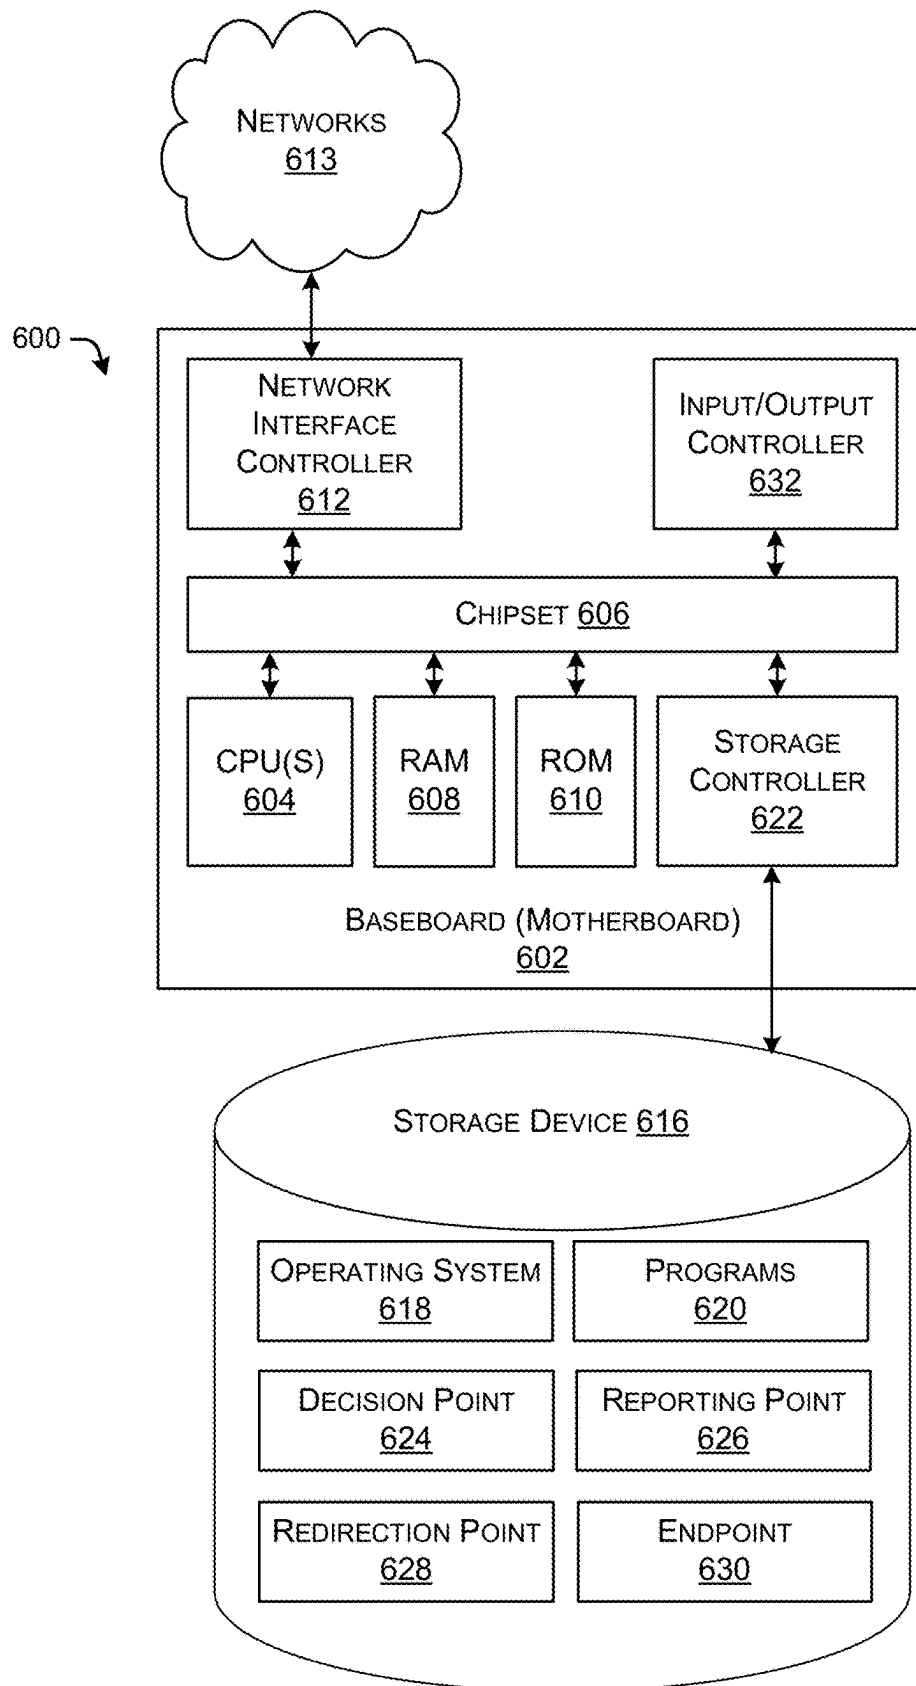 NETWORKS
613
600
NETWORK
INTERFACE
CONTROLLER
612
INPUT/OUTPUT
CONTROLLER
632
CHIPSET 606
CPU(S)
604
RAM
608
ROM
610
STORAGE
CONTROLLER
622
BASEBOARD (MOTHERBOARD)
602
STORAGE DEVICE 616
OPERATING SYSTEM
618
PROGRAMS
620
DECISION POINT
624
REPORTING POINT
626
REDIRECTION POINT
628
ENDPOINT
630